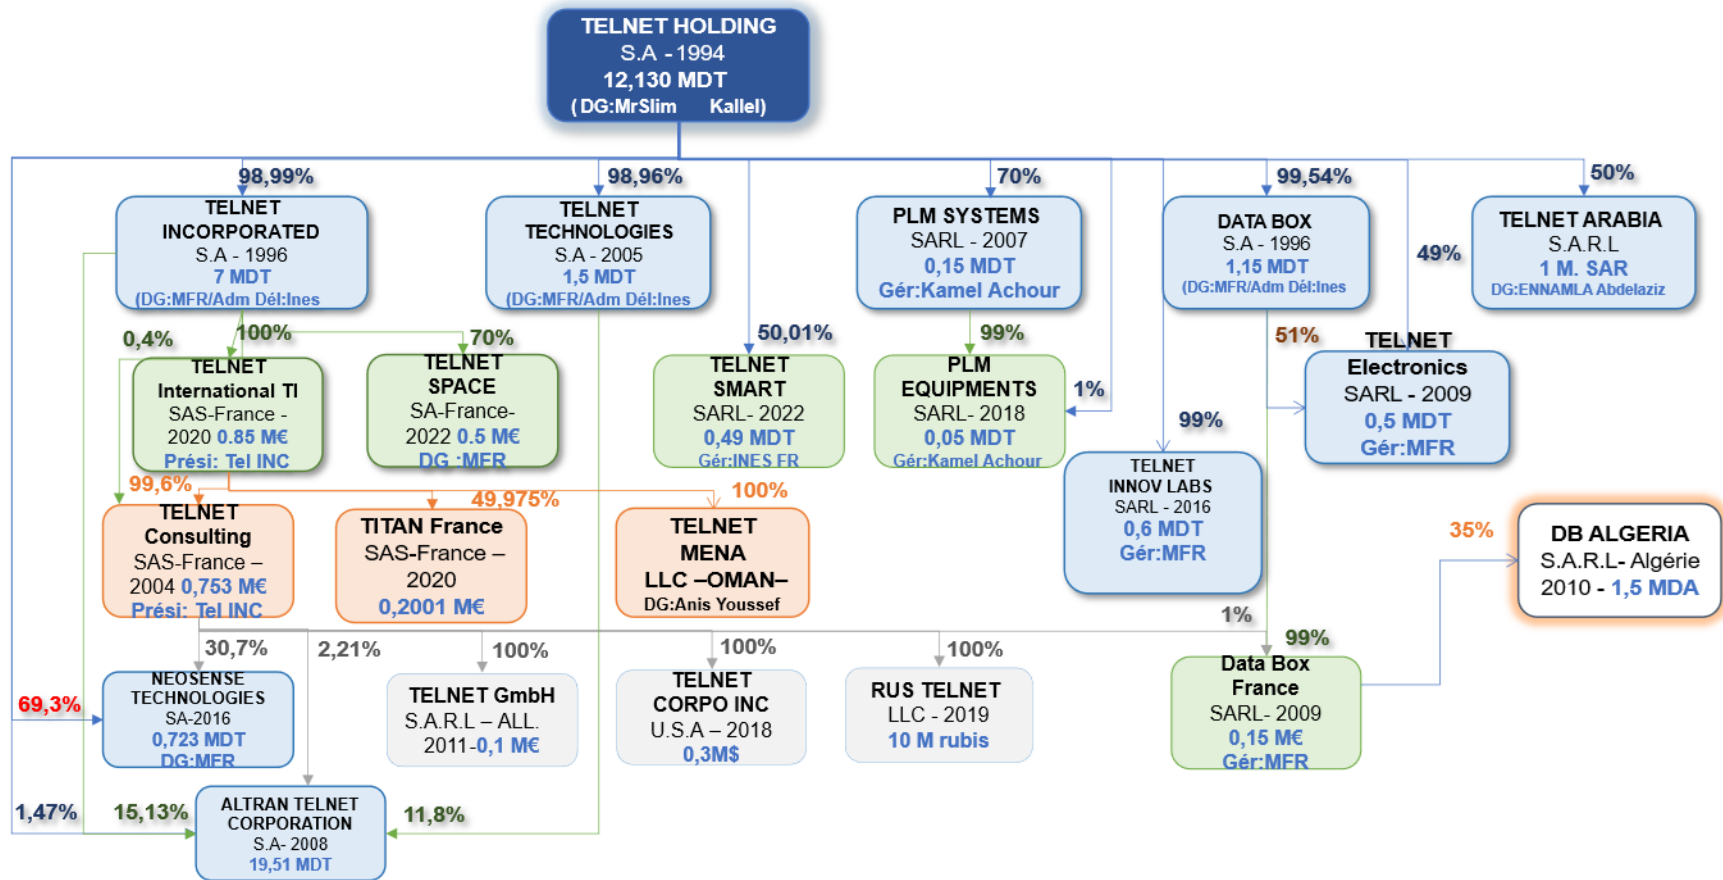 TELNET HOLDING
S.A - 1994
12,130 MDT
( DG:MrSlim Kallel)
98,99%
98,96%
70%
99,54%
50%
TELNET
INCORPORATED
S.A - 1996
7 MDT
(DG:MFR/Adm Dél:Ines
TELNET
TECHNOLOGIES
S.A - 2005
1,5 MDT
(DG:MFR/Adm Dél:Ines
PLM SYSTEMS
SARL - 2007
0,15 MDT
Gér:Kamel Achour
DATA BOX
S.A - 1996
1,15 MDT
(DG:MFR/Adm Dél:Ines
49%
TELNET ARABIA
S.A.R.L
1 M. SAR
DG:ENNAMLA Abdelaziz
0,4%
100%
70%
50,01%
99%
51%
TELNET
International TI
SAS-France -
2020 0.85 M€
Prési: Tel INC
TELNET
SPACE
SA-France-
2022 0.5 M€
DG :MFR
TELNET
SMART
SARL- 2022
0,49 MDT
Gér:INES FR
PLM
EQUIPMENTS
SARL- 2018
0,05 MDT
Gér:Kamel Achour
1%
99%
TELNET
Electronics
SARL - 2009
0,5 MDT
Gér:MFR
TELNET
INNOV LABS
SARL - 2016
0,6 MDT
Gér:MFR
99,6%
49,975%
100%
TELNET
Consulting
SAS-France –
2004 0,753 M€
Prési: Tel INC
TITAN France
SAS-France –
2020
0,2001 M€
TELNET
MENA
LLC –OMAN–
DG:Anis Youssef
35%
DB ALGERIA
S.A.R.L- Algérie
2010 - 1,5 MDA
30,7%
2,21%
100%
100%
100%
1%
99%
69,3%
NEOSENSE
TECHNOLOGIES
SA-2016
0,723 MDT
DG:MFR
TELNET GmbH
S.A.R.L – ALL.
2011-0,1 M€
TELNET
CORPO INC
U.S.A – 2018
0,3M$
RUS TELNET
LLC - 2019
10 M rubis
Data Box
France
SARL- 2009
0,15 M€
Gér:MFR
1,47%
15,13%
11,8%
ALTRAN TELNET
CORPORATION
S.A- 2008
19,51 MDT